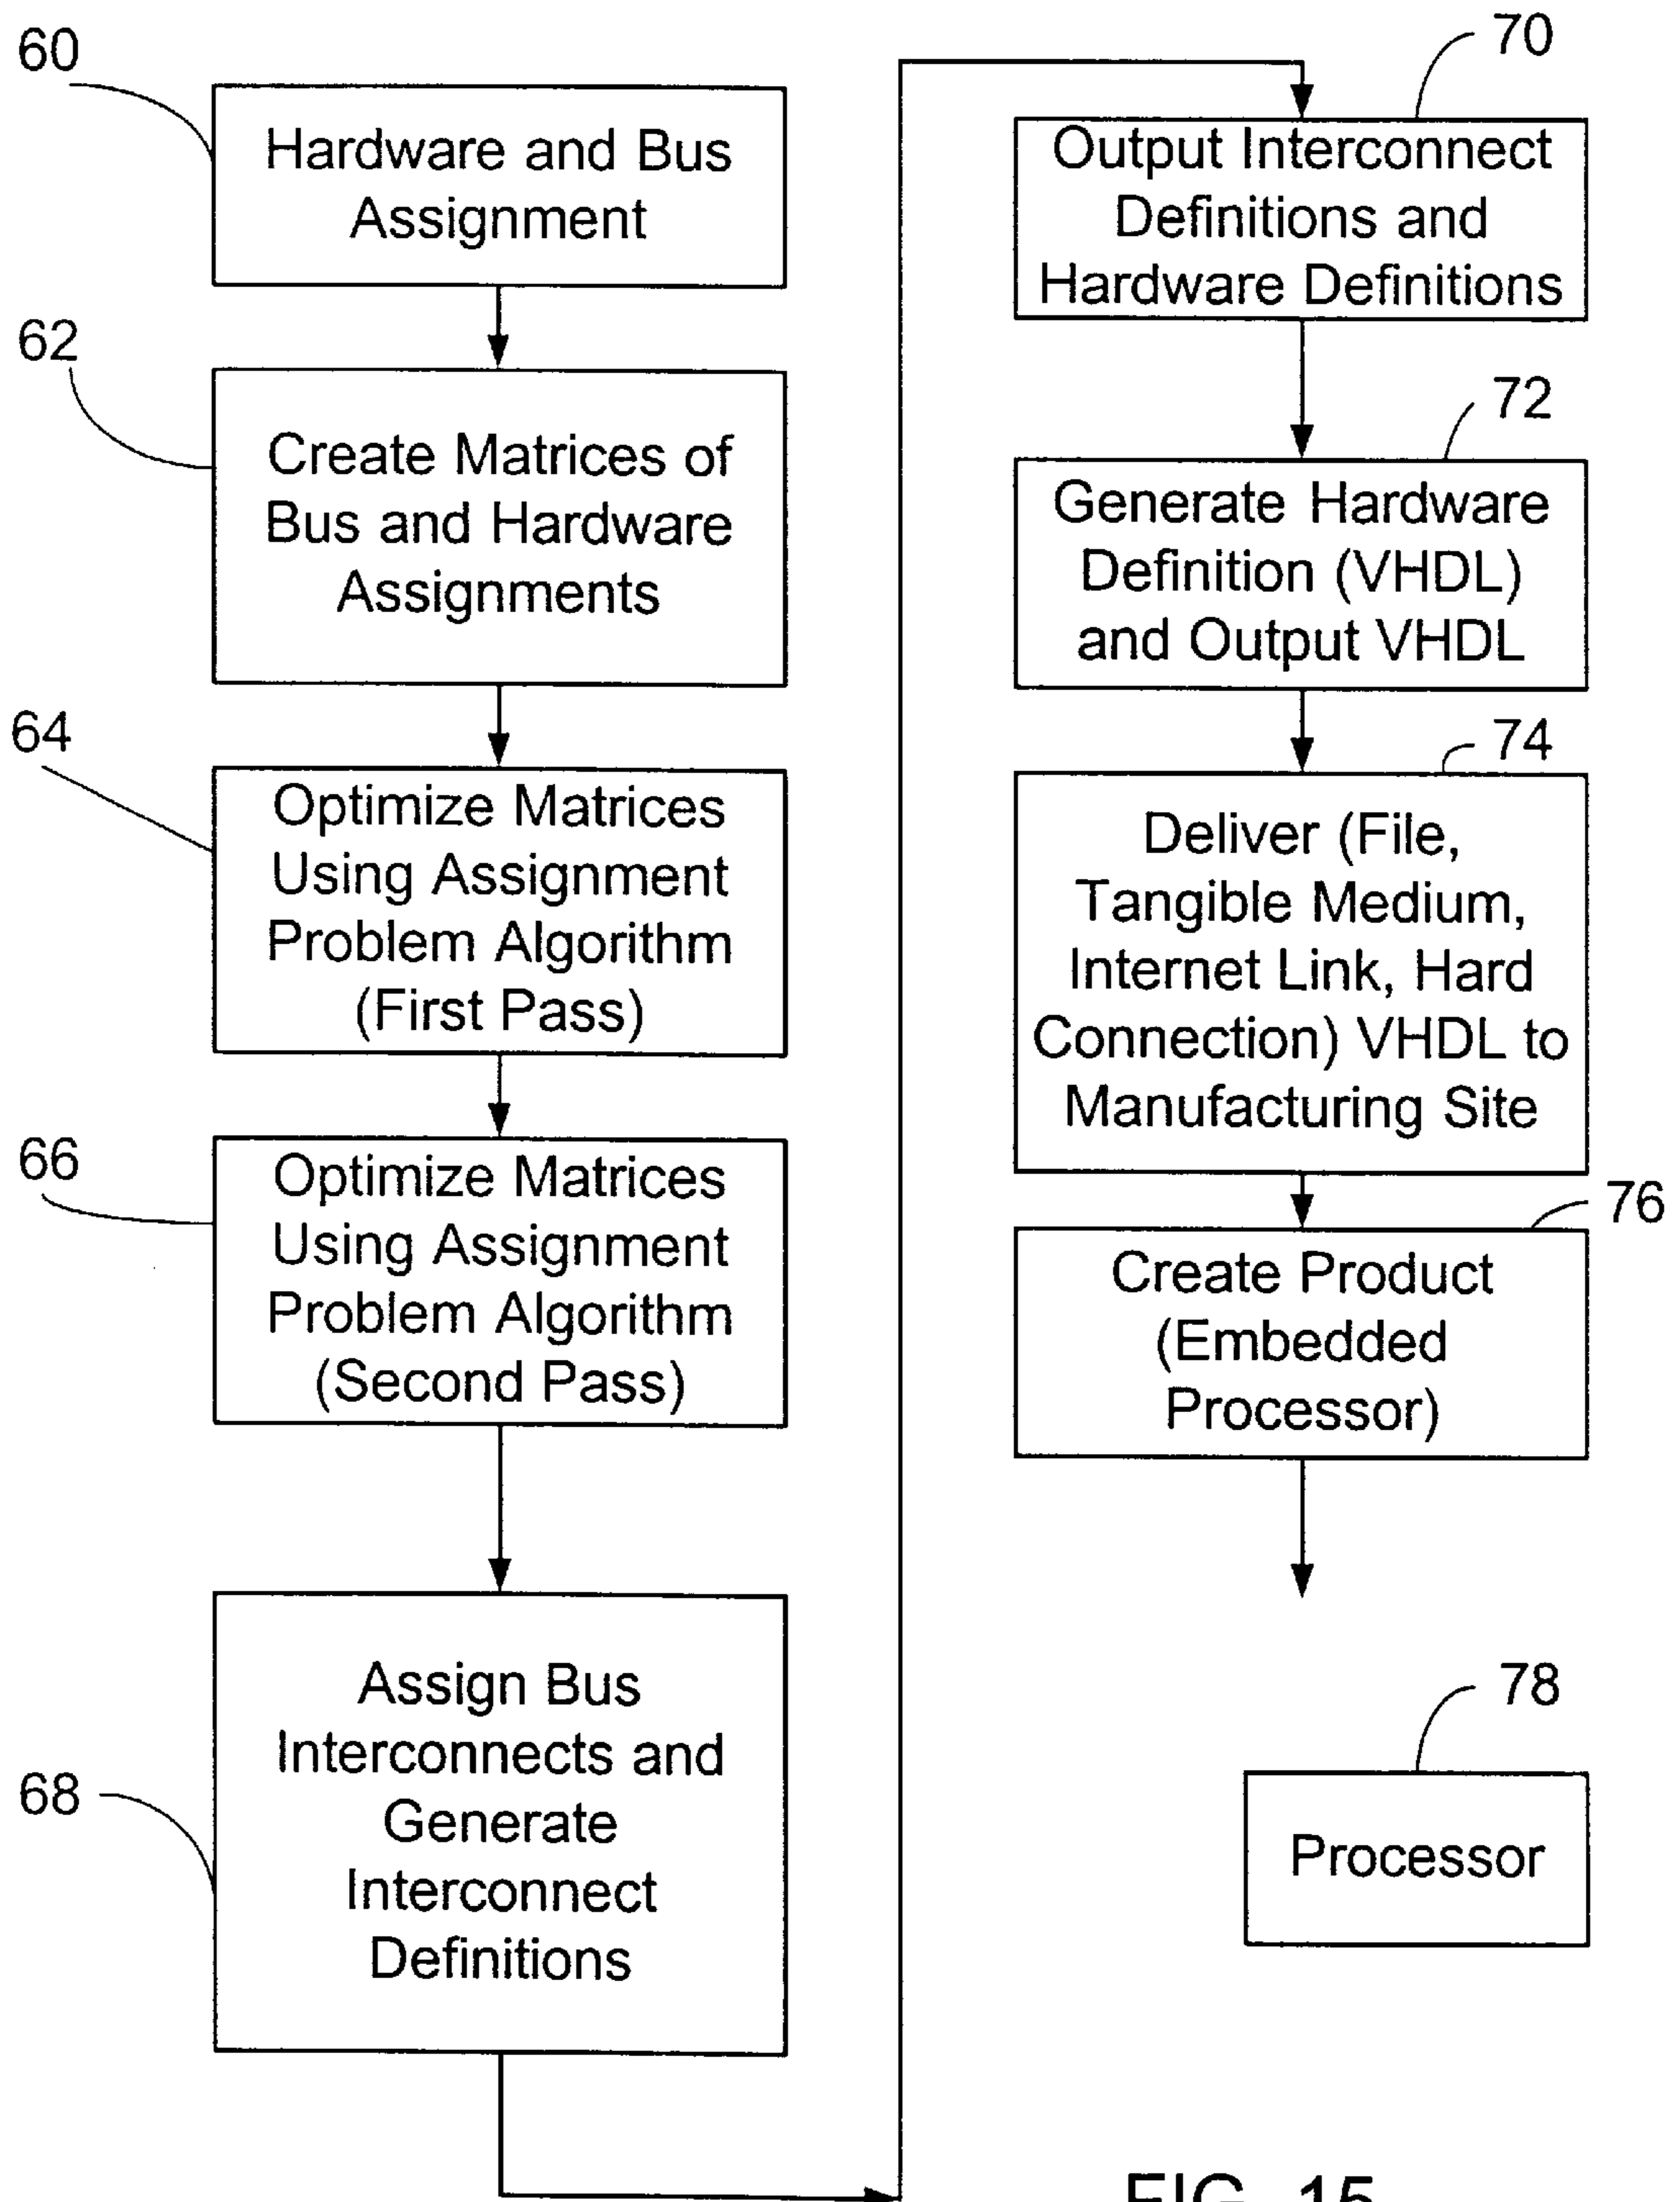 60
Hardware and Bus
Assignment
62
Create Matrices of
Bus and Hardware
Assignments
64
Optimize Matrices
Using Assignment
Problem Algorithm
(First Pass)
66
Optimize Matrices
Using Assignment
Problem Algorithm
(Second Pass)
68
Assign Bus
Interconnects and
Generate
Interconnect
Definitions
70
Output Interconnect
Definitions and
Hardware Definitions
72
Generate Hardware
Definition (VHDL)
and Output VHDL
74
Deliver (File,
Tangible Medium,
Internet Link, Hard
Connection) VHDL to
Manufacturing Site
76
Create Product
(Embedded
Processor)
78
Processor
FIG. 15